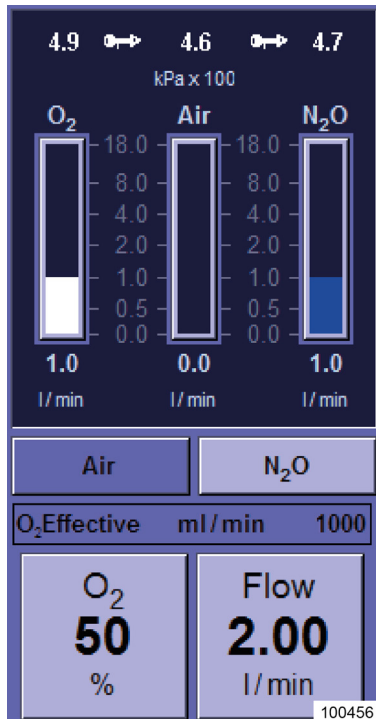 4.9 4.6 4.7
kPa x 100
O₂ Air N₂O
18.0 18.0
8.0 8.0
4.0 4.0
2.0 2.0
1.0 1.0
0.5 0.5
0.0 0.0
1.0 0.0 1.0
l/min l/min l/min
Air N₂O
O₂Effective ml/min 1000
O₂ Flow
50 2.00
% l/min
100456